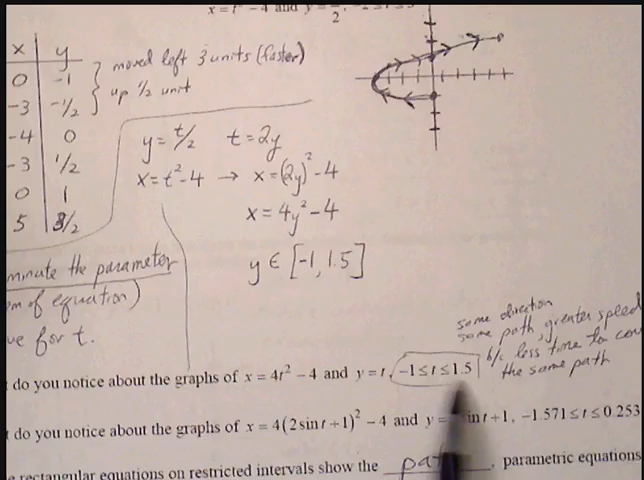 x = t² − 4 and y = t/2,
x y
0 -1
-3 -1/2
-4 0
-3 1/2
0 1
5 3/2
moved left 3 units (faster)
up 1/2 unit
y = t/2 t = 2y
x = t² - 4 → x = (2y)² - 4
x = 4y² - 4
y ∈ [-1, 1.5]
minate the parameter
m of equation)
ve for t.
same direction
same path, greater speed
b/c less time to cov
the same path
t do you notice about the graphs of x = 4t² − 4 and y = t, −1 ≤ t ≤ 1.5
t do you notice about the graphs of x = 4(2sin t + 1)² − 4 and y = sin t + 1, −1.571 ≤ t ≤ 0.253
e rectangular equations on restricted intervals show the path, parametric equations